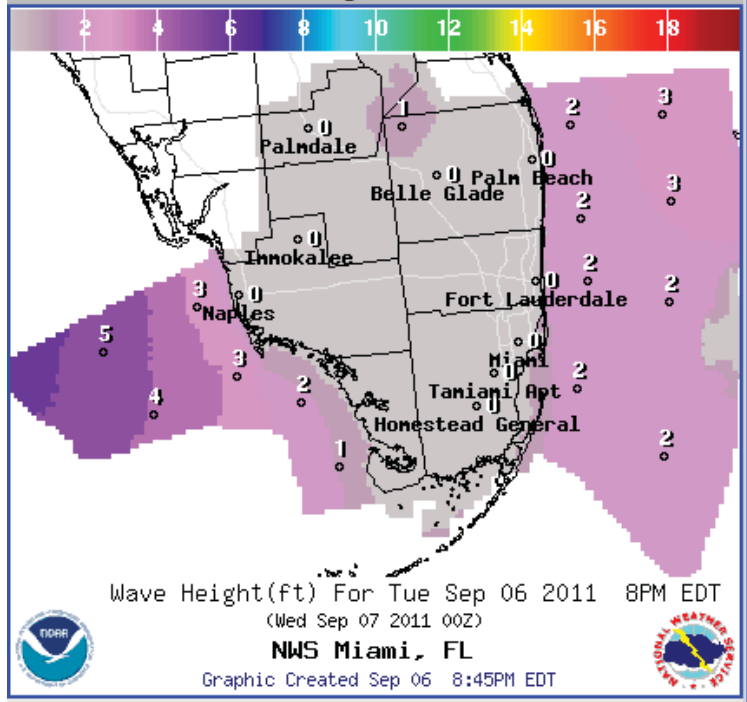 2 4 6 8 10 12 14 16 18
3
2
1
0
Palmdale
0
0 Palm Beach
Belle Glade
3
2
0
Immokalee
0 2
3 0
2
Fort Lauderdale
Naples
0
5
Miami
3
0
2
Tamiami Apt
4
2
0
Homestead General
1
2
Wave Height(ft) For Tue Sep 06 2011 8PM EDT
(Wed Sep 07 2011 00Z)
NWS Miami, FL
Graphic Created Sep 06 8:45PM EDT
NOAA
NATIONAL WEATHER SERVICE